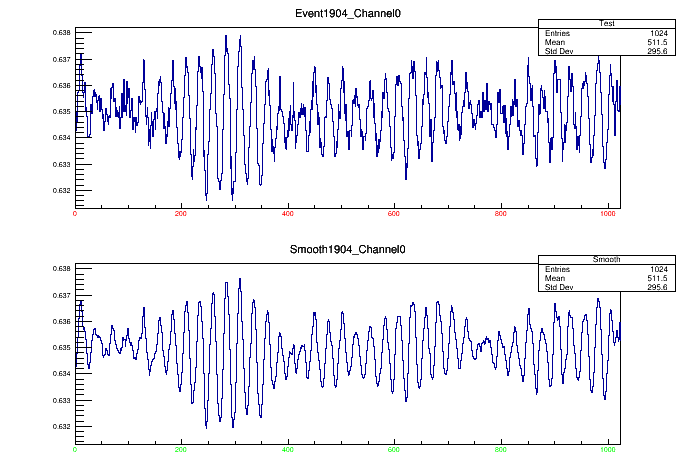 Event1904_Channel0
Test
Entries 1024
Mean 511.5
Std Dev 295.6
0.638
0.637
0.636
0.635
0.634
0.633
0.632
0 200 400 600 800 1000
Smooth1904_Channel0
Smooth
Entries 1024
Mean 511.5
Std Dev 295.6
0.638
0.637
0.636
0.635
0.634
0.633
0.632
0 200 400 600 800 1000